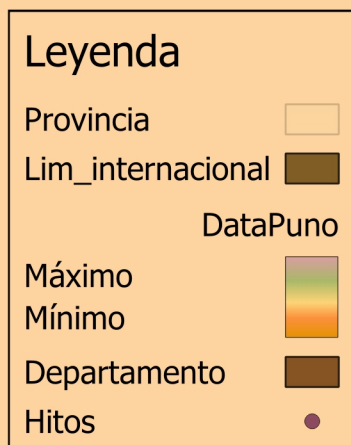 Leyenda
Provincia
Lim_internacional
DataPuno
Máximo
Mínimo
Departamento
Hitos